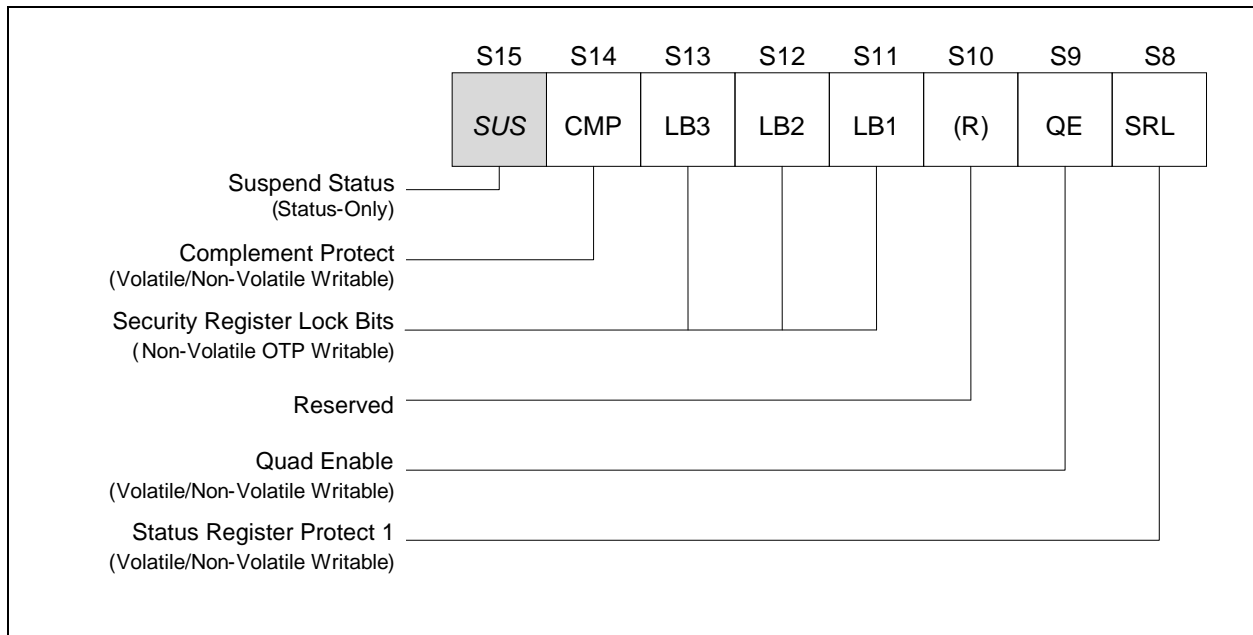 S15 S14 S13 S12 S11 S10 S9 S8
SUS CMP LB3 LB2 LB1 (R) QE SRL
Suspend Status
(Status-Only)
Complement Protect
(Volatile/Non-Volatile Writable)
Security Register Lock Bits
(Non-Volatile OTP Writable)
Reserved
Quad Enable
(Volatile/Non-Volatile Writable)
Status Register Protect 1
(Volatile/Non-Volatile Writable)